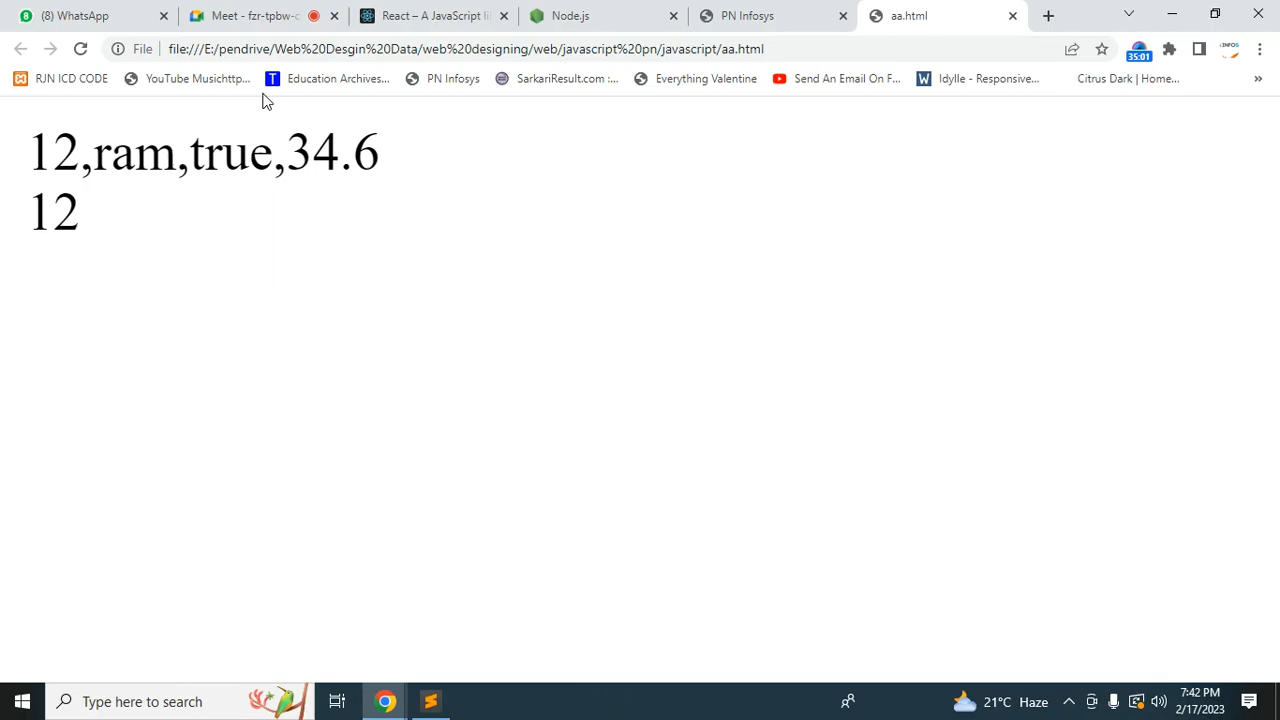 (8) WhatsApp
Meet - fzr-tpbw-c
React – A JavaScript li
Node.js
PN Infosys
aa.html
File
file:///E:/pendrive/Web%20Desgin%20Data/web%20designing/web/javascript%20pn/javascript/aa.html
35:01
RJN ICD CODE
YouTube Musichttp...
T
Education Archives...
PN Infosys
SarkariResult.com :...
Everything Valentine
Send An Email On F...
W
Idylle - Responsive...
Citrus Dark | Home...
12,ram,true,34.6
12
Type here to search
21°C Haze
7:42 PM
2/17/2023